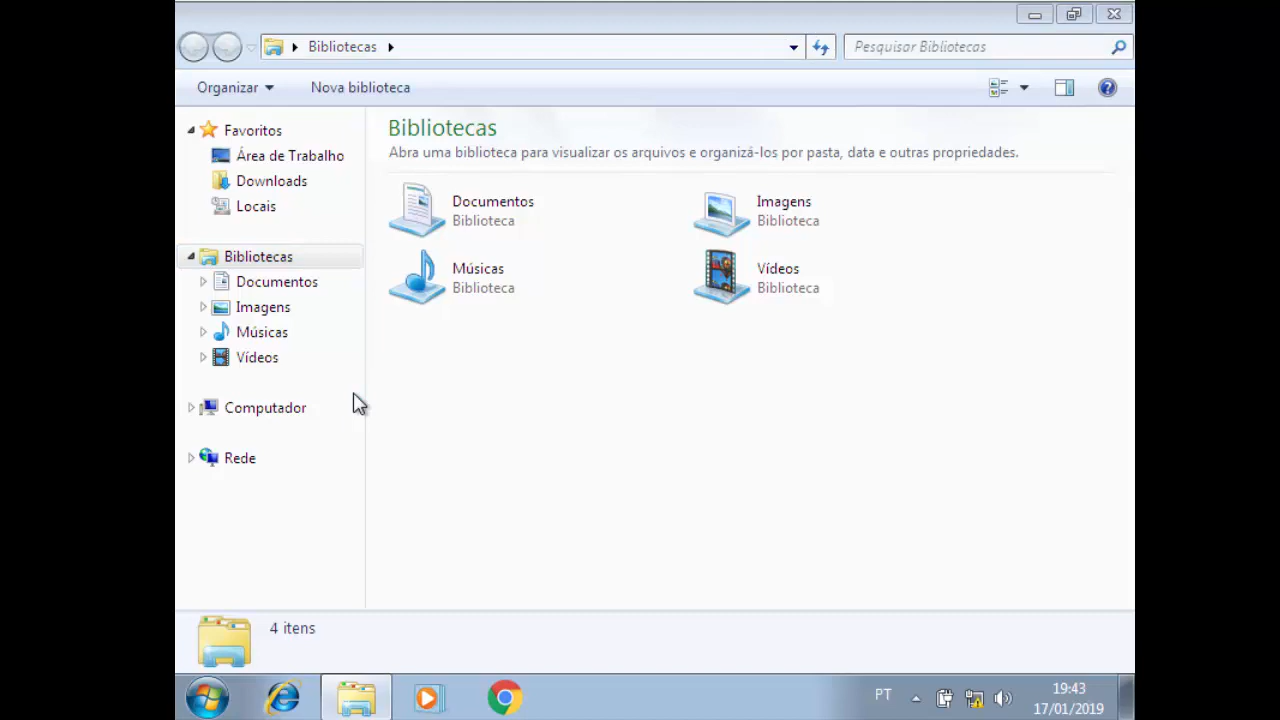 Bibliotecas
Pesquisar Bibliotecas
Organizar
Nova biblioteca
Favoritos
Área de Trabalho
Downloads
Locais
Bibliotecas
Documentos
Imagens
Músicas
Vídeos
Computador
Rede
Bibliotecas
Abra uma biblioteca para visualizar os arquivos e organizá-los por pasta, data e outras propriedades.
Documentos
Biblioteca
Imagens
Biblioteca
Músicas
Biblioteca
Vídeos
Biblioteca
4 itens
PT
19:43
17/01/2019